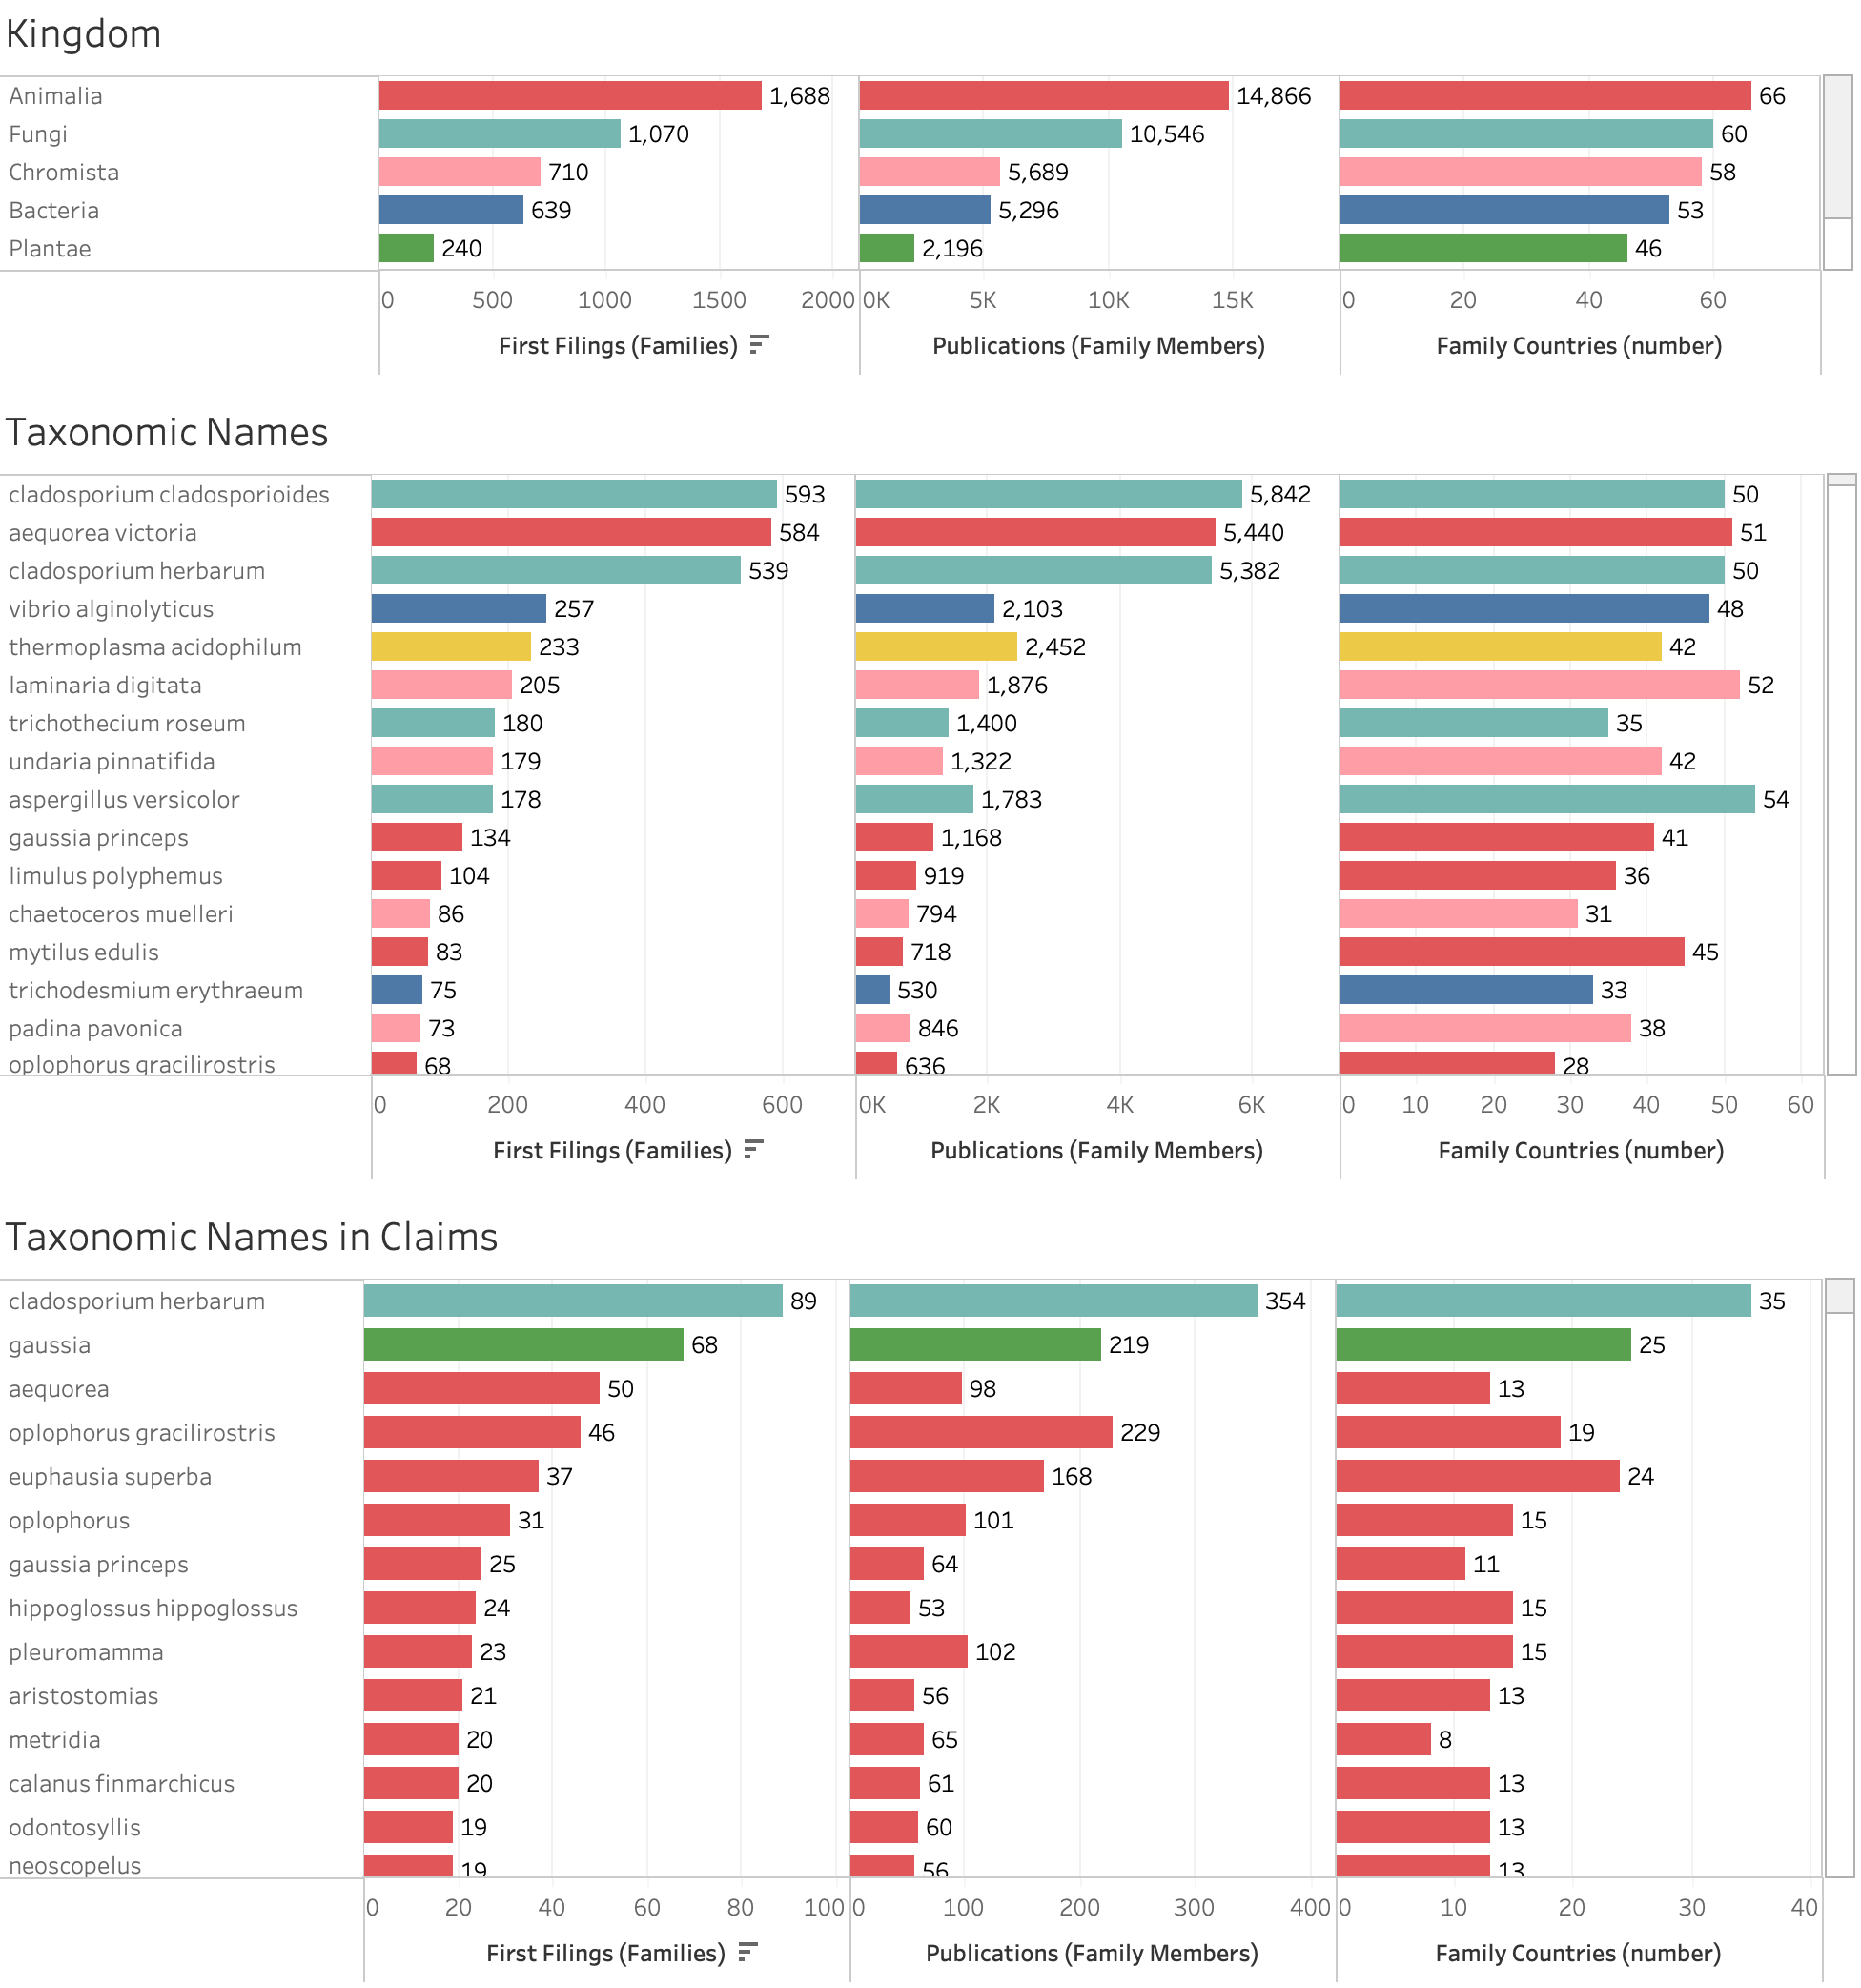 Kingdom
Animalia 1,688 14,866 66
Fungi 1,070 10,546 60
Chromista 710 5,689 58
Bacteria 639 5,296 53
Plantae 240 2,196 46
0 500 1000 1500 2000 0K 5K 10K 15K 0 20 40 60
First Filings (Families) Publications (Family Members) Family Countries (number)
Taxonomic Names
cladosporium cladosporioides 593 5,842 50
aequorea victoria 584 5,440 51
cladosporium herbarum 539 5,382 50
vibrio alginolyticus 257 2,103 48
thermoplasma acidophilum 233 2,452 42
laminaria digitata 205 1,876 52
trichothecium roseum 180 1,400 35
undaria pinnatifida 179 1,322 42
aspergillus versicolor 178 1,783 54
gaussia princeps 134 1,168 41
limulus polyphemus 104 919 36
chaetoceros muelleri 86 794 31
mytilus edulis 83 718 45
trichodesmium erythraeum 75 530 33
padina pavonica 73 846 38
oplophorus gracilirostris 68 636 28
0 200 400 600 0K 2K 4K 6K 0 10 20 30 40 50 60
First Filings (Families) Publications (Family Members) Family Countries (number)
Taxonomic Names in Claims
cladosporium herbarum 89 354 35
gaussia 68 219 25
aequorea 50 98 13
oplophorus gracilirostris 46 229 19
euphausia superba 37 168 24
oplophorus 31 101 15
gaussia princeps 25 64 11
hippoglossus hippoglossus 24 53 15
pleuromamma 23 102 15
aristostomias 21 56 13
metridia 20 65 8
calanus finmarchicus 20 61 13
odontosyllis 19 60 13
neoscopelus 19 56 13
0 20 40 60 80 100 0 100 200 300 400 0 10 20 30 40
First Filings (Families) Publications (Family Members) Family Countries (number)